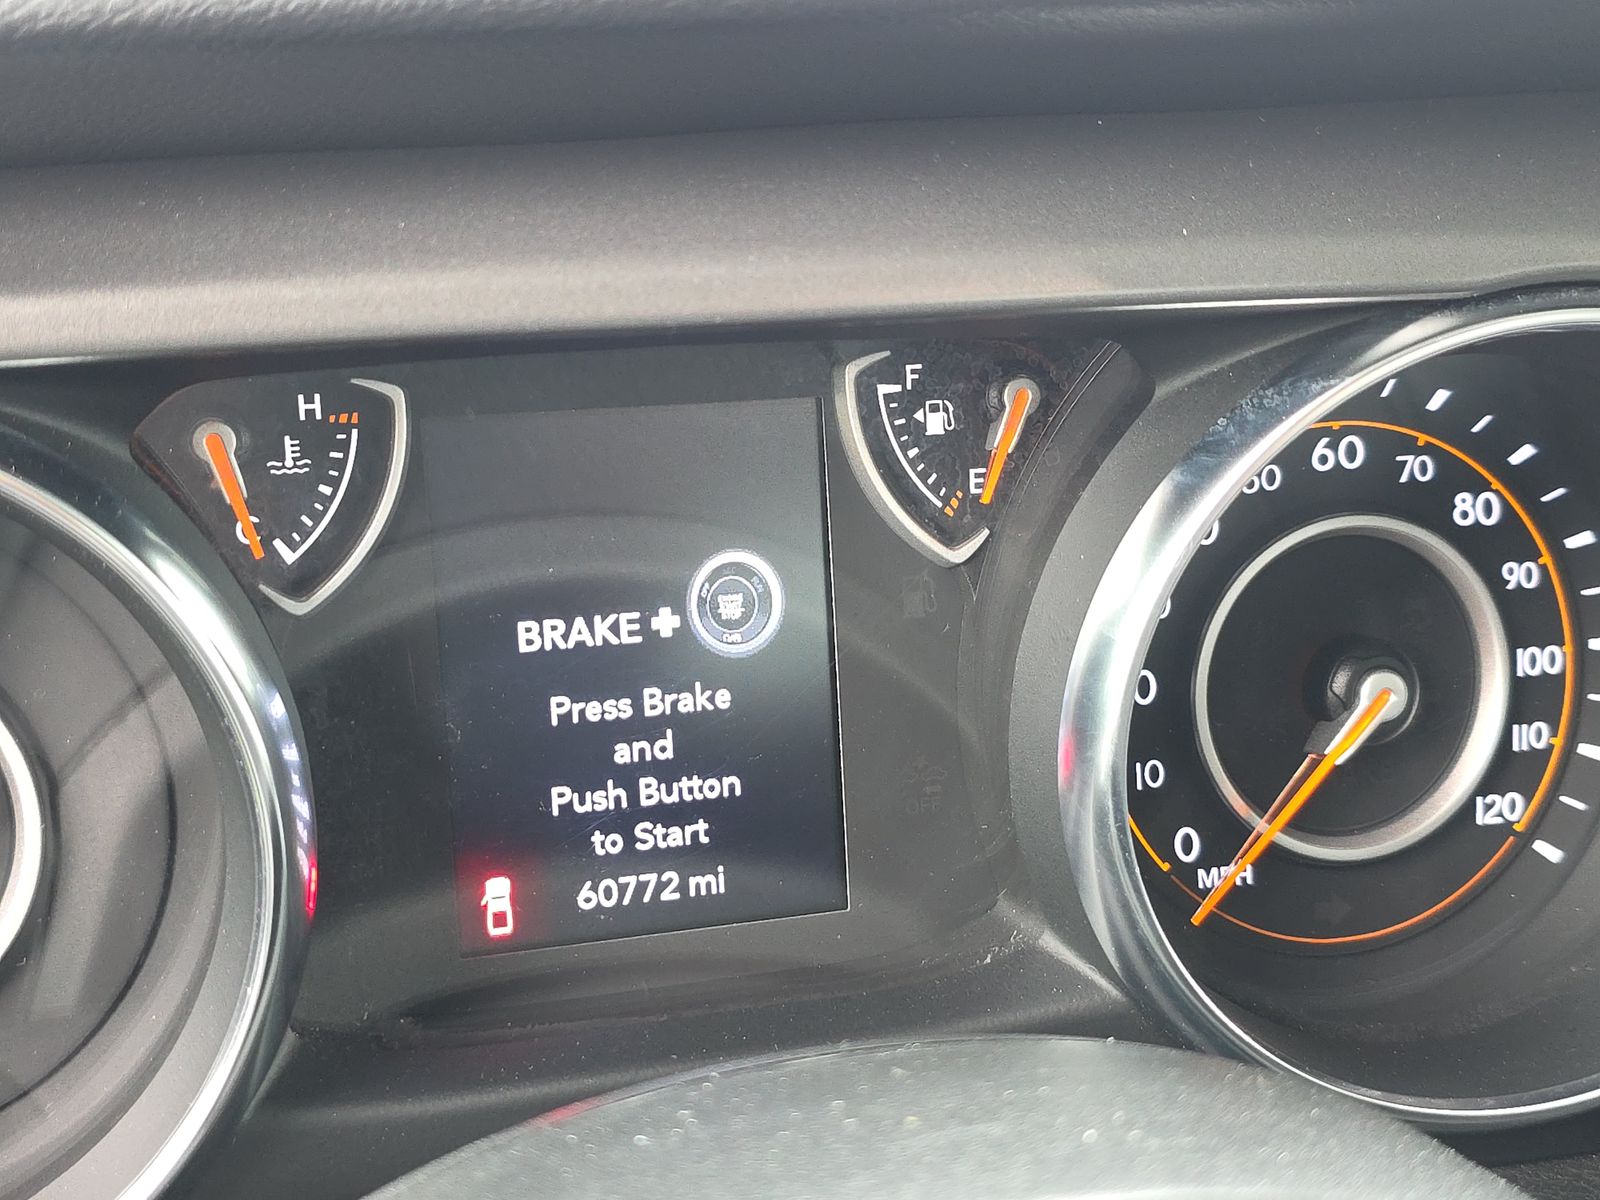 H
C
F
E
BRAKE +
Press Brake
and
Push Button
to Start
60772 mi
0
10
60
70
80
90
100
110
120
MPH
OFF